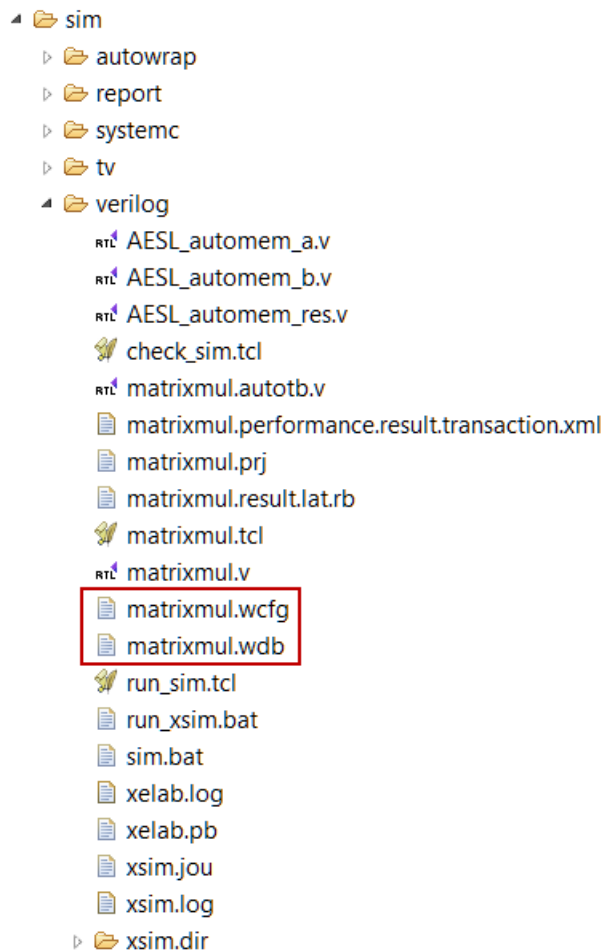 sim
autowrap
report
systemc
tv
verilog
RTL AESL_automem_a.v
RTL AESL_automem_b.v
RTL AESL_automem_res.v
check_sim.tcl
RTL matrixmul.autotb.v
matrixmul.performance.result.transaction.xml
matrixmul.prj
matrixmul.result.lat.rb
matrixmul.tcl
RTL matrixmul.v
matrixmul.wcfg
matrixmul.wdb
run_sim.tcl
run_xsim.bat
sim.bat
xelab.log
xelab.pb
xsim.jou
xsim.log
xsim.dir